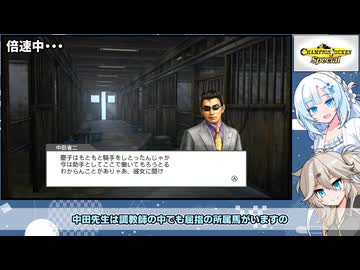 倍速中・・・
CHAMPION JOCKEY
Special
中田省二
慶子はもともと騎手をしとったんじゃが
今は助手としてここで働いてもろうとる
わからんことがありゃあ、彼女に聞け
中田先生は調教師の中でも屈指の所属馬がいますの